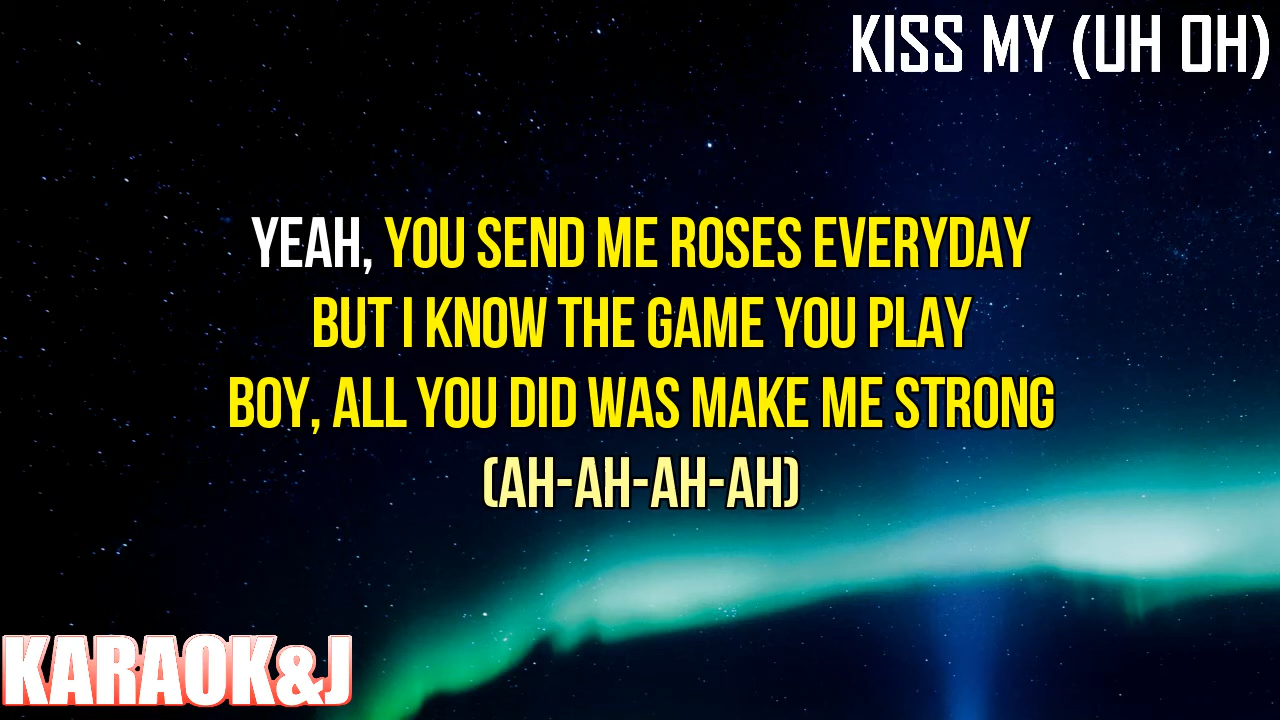 KISS MY (UH OH)
YEAH, YOU SEND ME ROSES EVERYDAY
BUT I KNOW THE GAME YOU PLAY
BOY, ALL YOU DID WAS MAKE ME STRONG
(AH-AH-AH-AH)
KARAOK&J